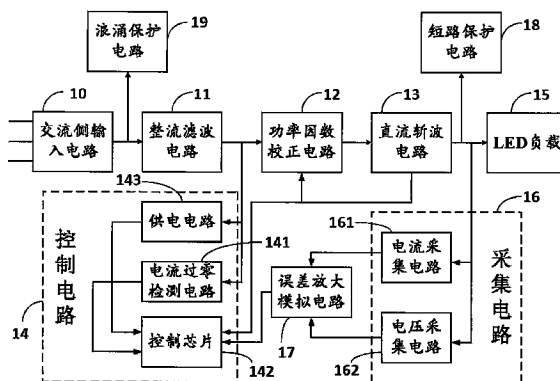 浪涌保护
电路
19
短路保护
电路
18
10
交流侧输
入电路
11
整流滤波
电路
12
功率因数
校正电路
13
直流斩波
电路
15
LED负载
控制电路
14
143
供电电路
141
电流过零
检测电路
控制芯片
142
误差放大
模拟电路
17
16
采集电路
161
电流采
集电路
电压采
集电路
162